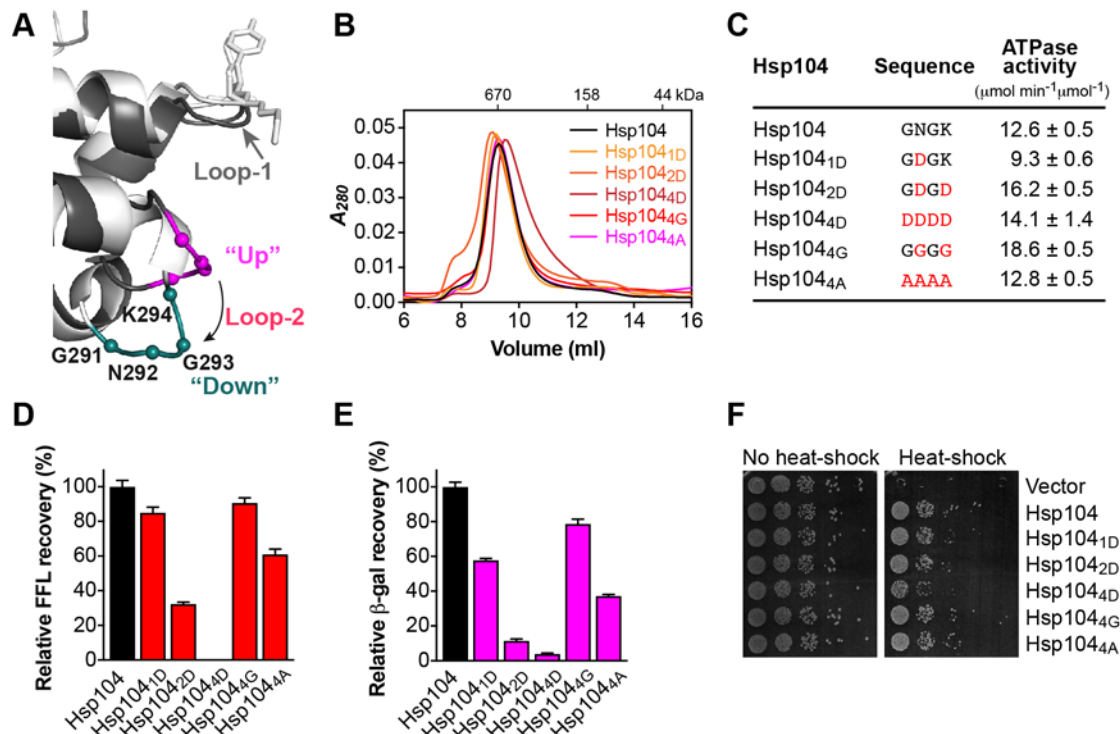 A
Loop-1
"Up"
K294
Loop-2
G291
G293
N292
"Down"
B
670 158 44 kDa
0.05
0.04
0.03
0.02
0.01
0.00
A280
6 8 10 12 14 16
Volume (ml)
Hsp104
Hsp1041D
Hsp1042D
Hsp1044D
Hsp1044G
Hsp1044A
C
Hsp104 Sequence ATPase activity
(μmol min-1μmol-1)
Hsp104 GNGK 12.6 ± 0.5
Hsp1041D GDGK 9.3 ± 0.6
Hsp1042D GDGD 16.2 ± 0.5
Hsp1044D DDDD 14.1 ± 1.4
Hsp1044G GGGG 18.6 ± 0.5
Hsp1044A AAAA 12.8 ± 0.5
D
Relative FFL recovery (%)
100
80
60
40
20
0
Hsp104
Hsp1041D
Hsp1042D
Hsp1044D
Hsp1044G
Hsp1044A
E
Relative β-gal recovery (%)
100
80
60
40
20
0
Hsp104
Hsp1041D
Hsp1042D
Hsp1044D
Hsp1044G
Hsp1044A
F
No heat-shock Heat-shock
Vector
Hsp104
Hsp1041D
Hsp1042D
Hsp1044D
Hsp1044G
Hsp1044A